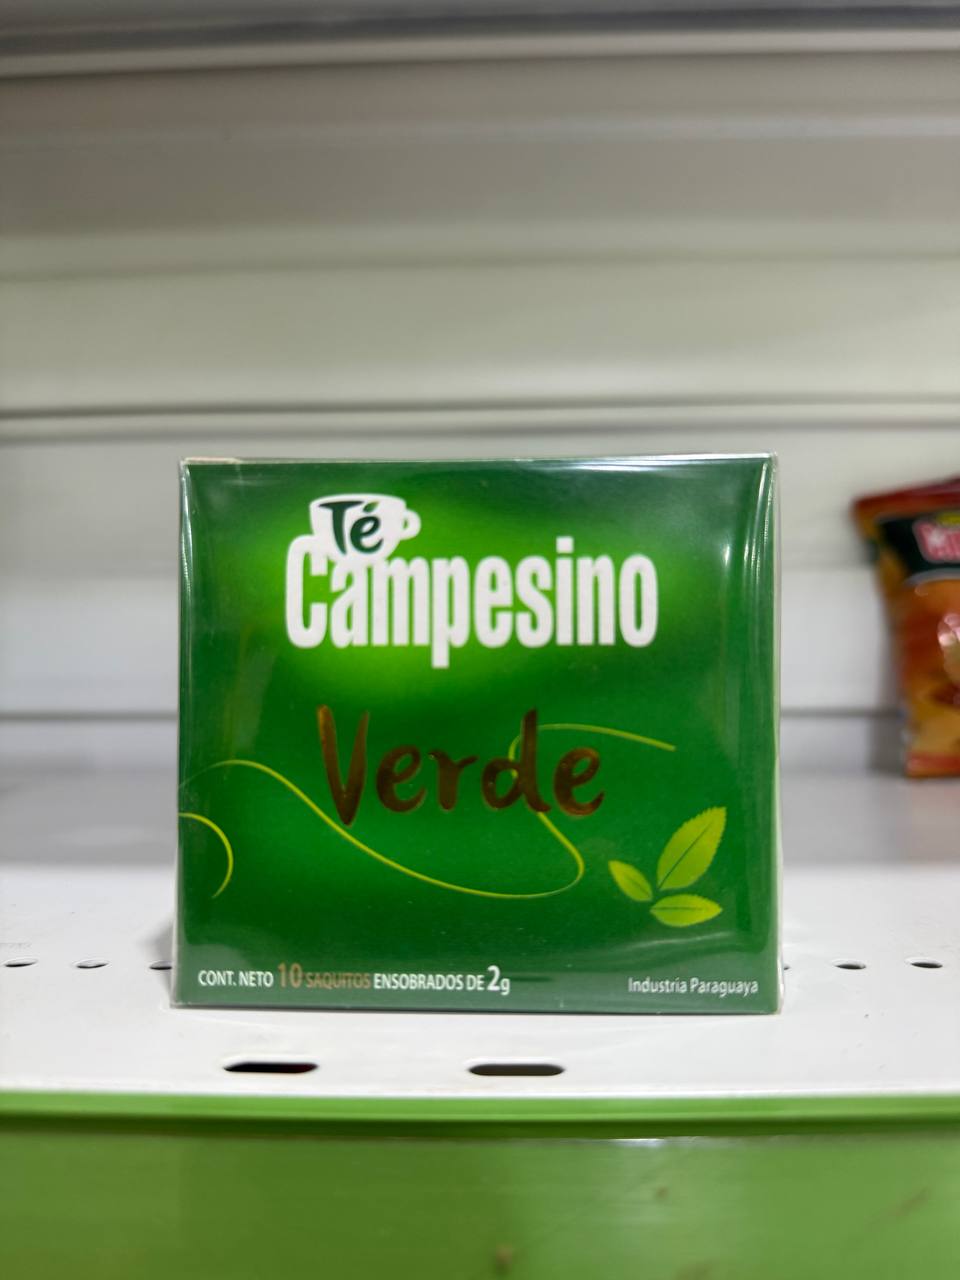 Té
Campesino
Verde
CONT. NETO 10 SAQUITOS ENSOBRADOS DE 2g
Industria Paraguaya